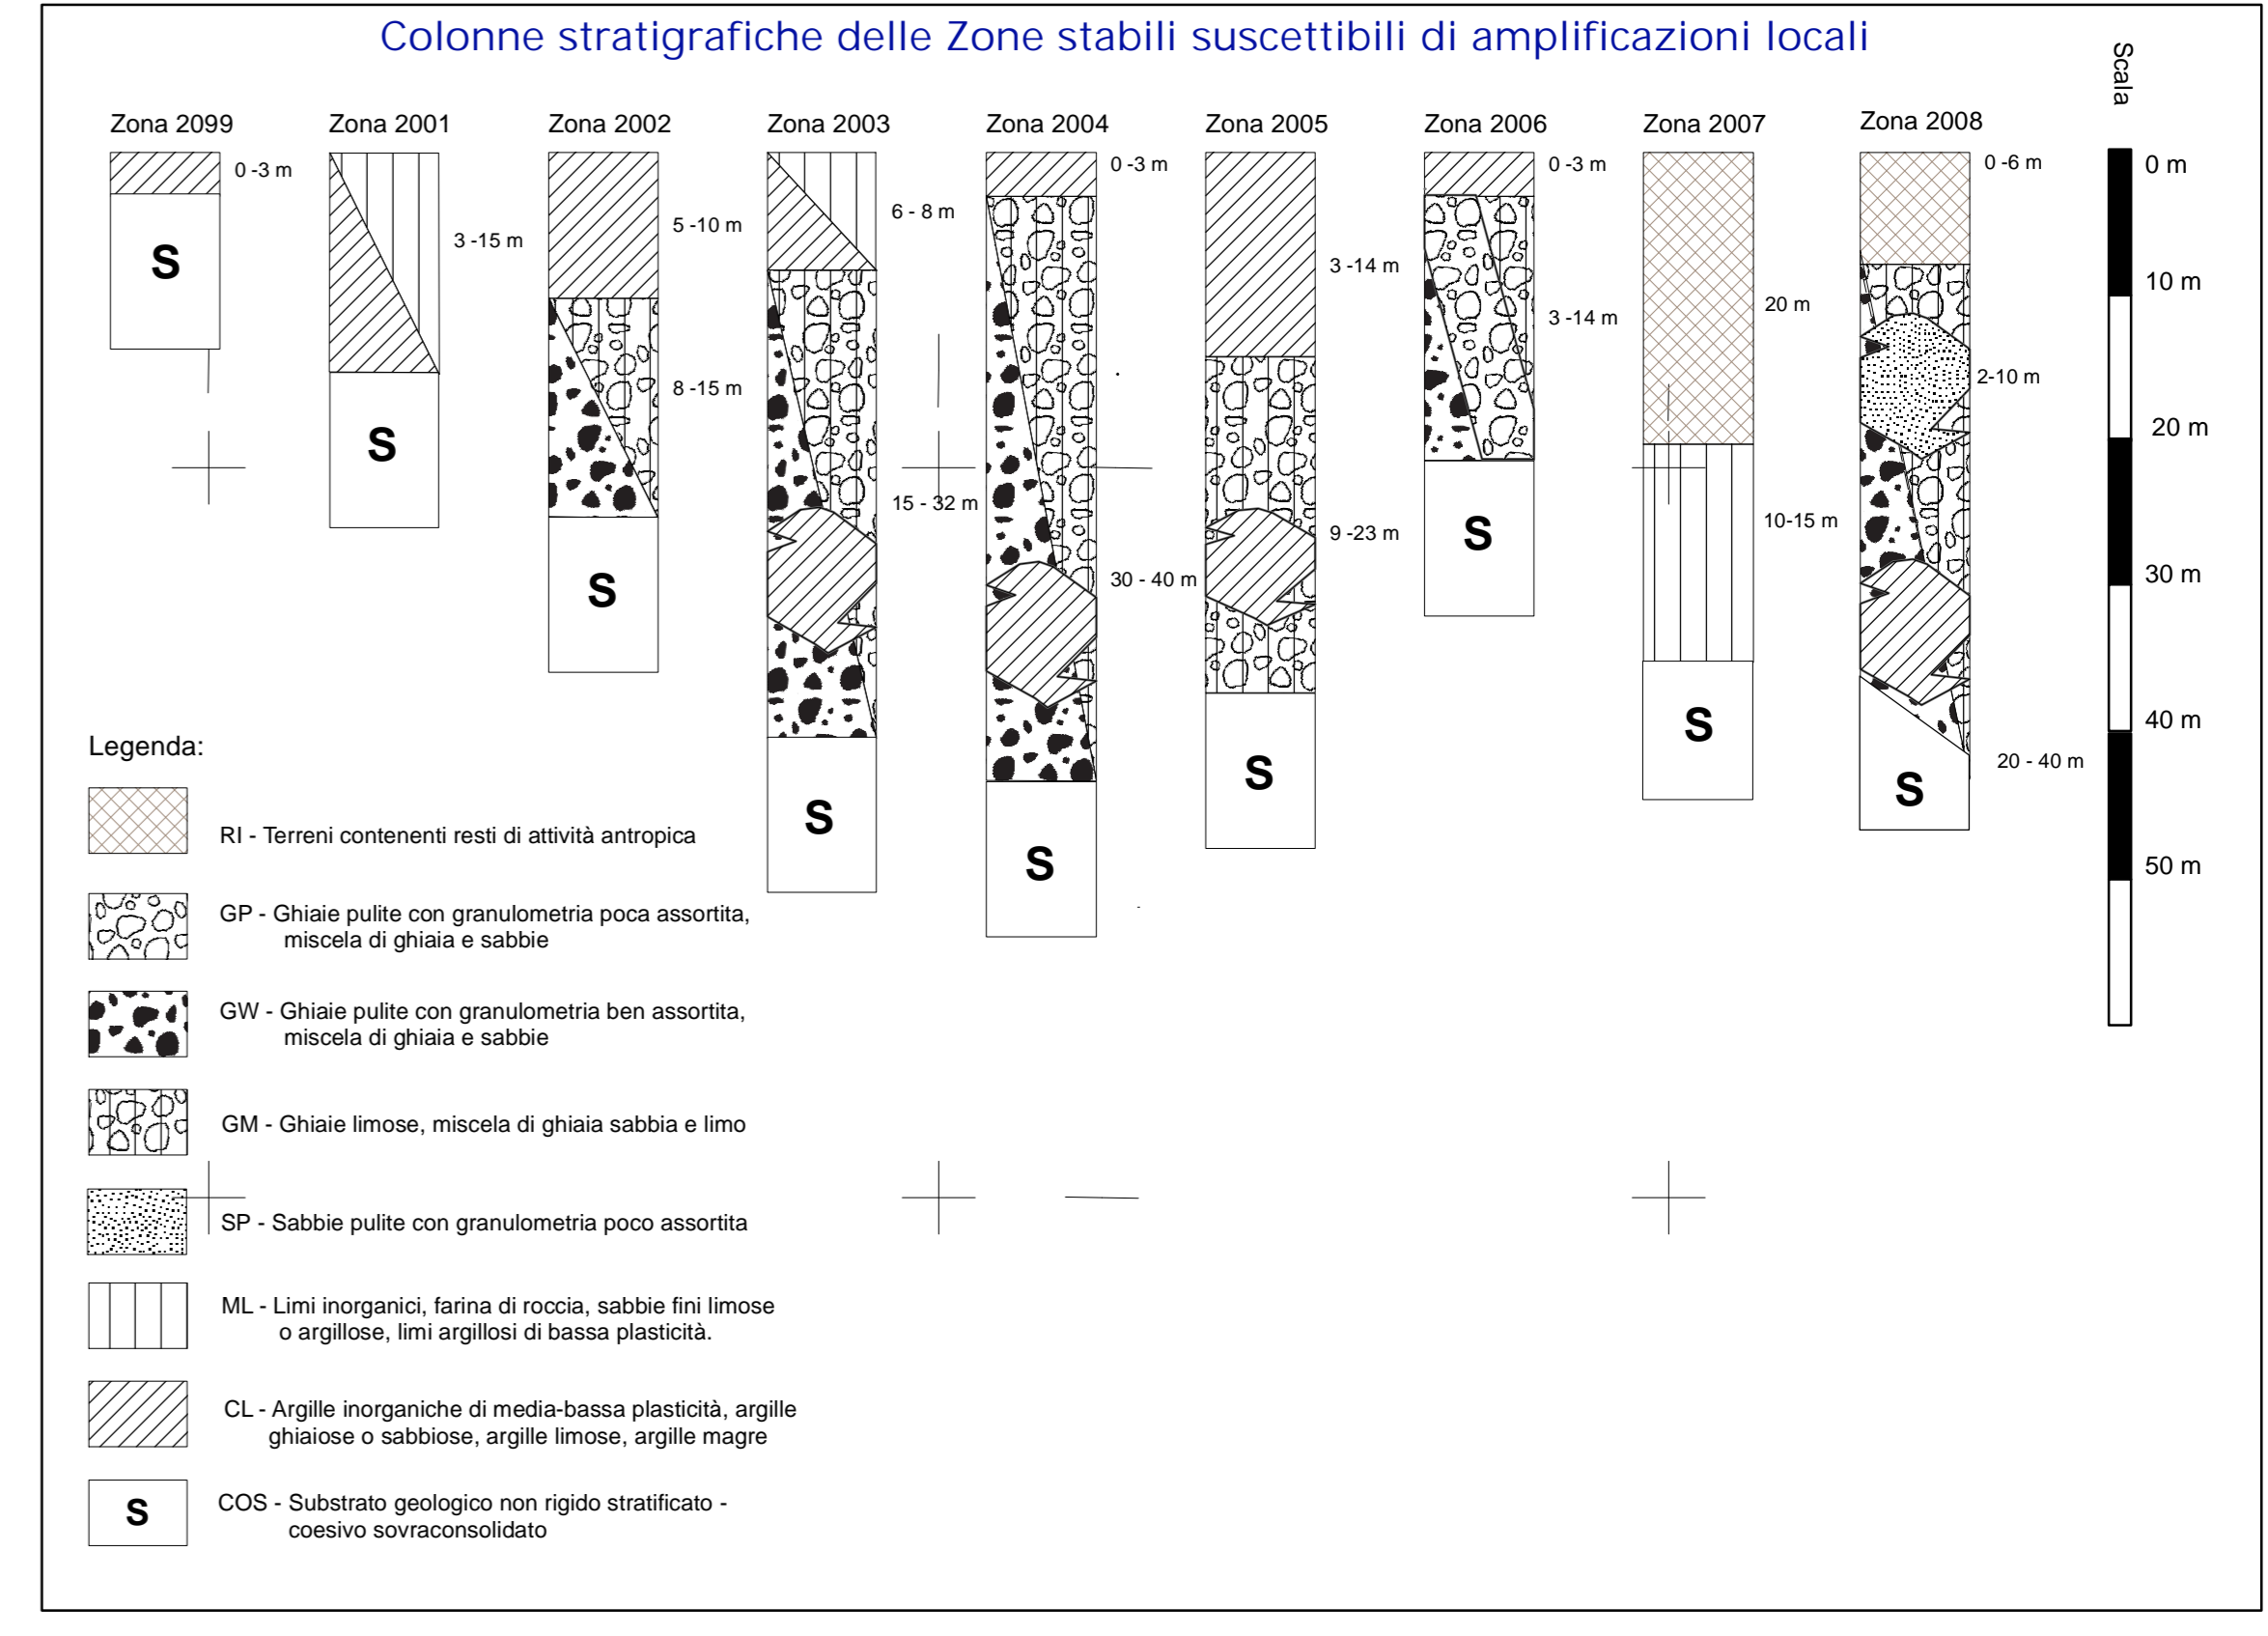 Colonne stratigrafiche delle Zone stabili suscettibili di amplificazioni locali
Scala
Zona 2099
0 -3 m
S
Zona 2001
3 -15 m
S
Zona 2002
5 -10 m
8 -15 m
S
Zona 2003
6 - 8 m
15 - 32 m
S
Zona 2004
0 -3 m
30 - 40 m
S
Zona 2005
3 -14 m
9 -23 m
S
Zona 2006
0 -3 m
3 -14 m
S
Zona 2007
20 m
10-15 m
S
Zona 2008
0 -6 m
2-10 m
20 - 40 m
S
0 m
10 m
20 m
30 m
40 m
50 m
Legenda:
RI - Terreni contenenti resti di attività antropica
GP - Ghiaie pulite con granulometria poca assortita,
miscela di ghiaia e sabbie
GW - Ghiaie pulite con granulometria ben assortita,
miscela di ghiaia e sabbie
GM - Ghiaie limose, miscela di ghiaia sabbia e limo
SP - Sabbie pulite con granulometria poco assortita
ML - Limi inorganici, farina di roccia, sabbie fini limose
o argillose, limi argillosi di bassa plasticità.
CL - Argille inorganiche di media-bassa plasticità, argille
ghiaiose o sabbiose, argille limose, argille magre
S
COS - Substrato geologico non rigido stratificato -
coesivo sovraconsolidato